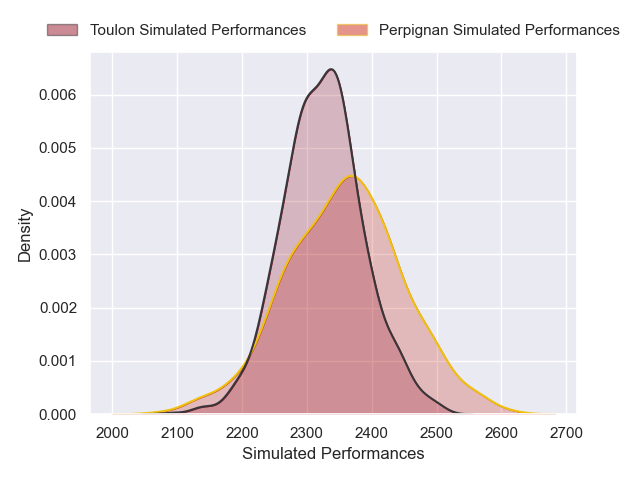 Toulon Simulated Performances
Perpignan Simulated Performances
0.006
0.005
0.004
0.003
0.002
0.001
0.000
Density
2000 2100 2200 2300 2400 2500 2600 2700
Simulated Performances